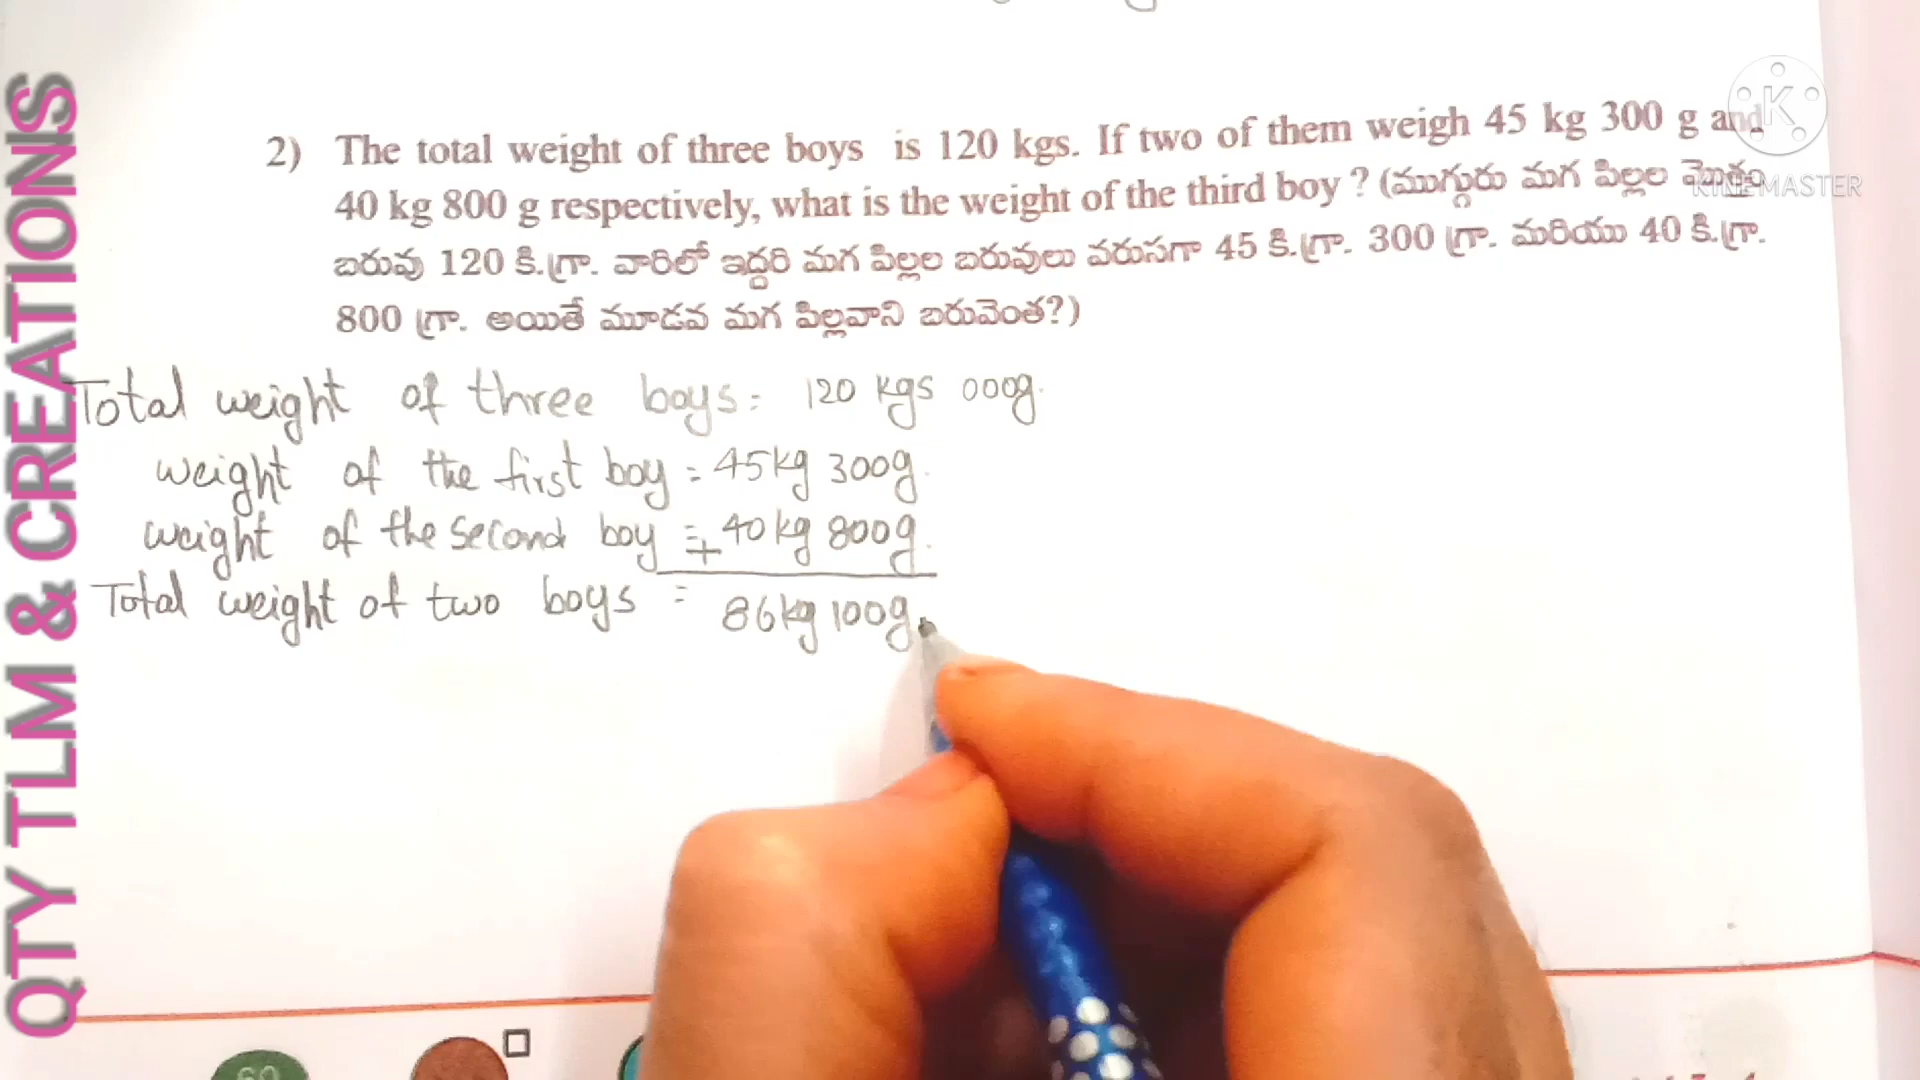 2) The total weight of three boys is 120 kgs. If two of them weigh 45 kg 300 g and
40 kg 800 g respectively, what is the weight of the third boy ? (ముగ్గురు మగ పిల్లల మొత్తం
బరువు 120 కి.గ్రా. వారిలో ఇద్దరి మగ పిల్లల బరువులు వరుసగా 45 కి.గ్రా. 300 గ్రా. మరియు 40 కి.గ్రా.
800 గ్రా. అయితే మూడవ మగ పిల్లవాని బరువెంత?)
Total weight of three boys = 120 kgs 000g.
weight of the first boy = 45kg 300g.
weight of the second boy = + 40kg 800g.
Total weight of two boys = 86kg 100g.
QTY TLM & CREATIONS
K
KINEMASTER
60